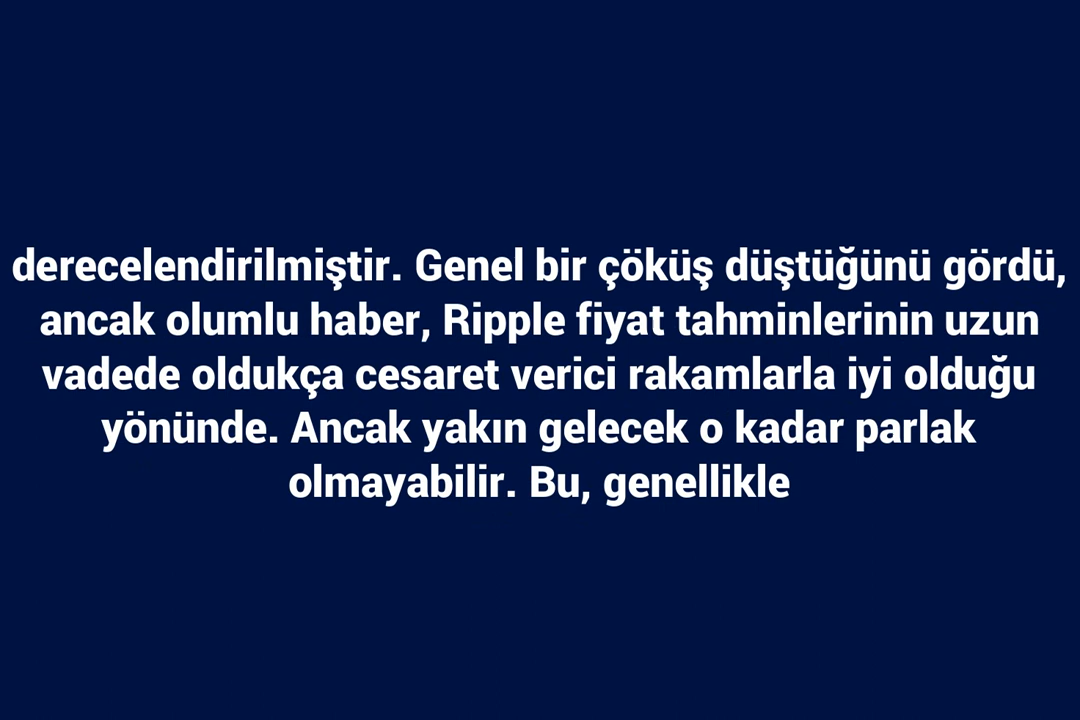 derecelendirilmiştir. Genel bir çöküş düştüğünü gördü,
ancak olumlu haber, Ripple fiyat tahminlerinin uzun
vadede oldukça cesaret verici rakamlarla iyi olduğu
yönünde. Ancak yakın gelecek o kadar parlak
olmayabilir. Bu, genellikle